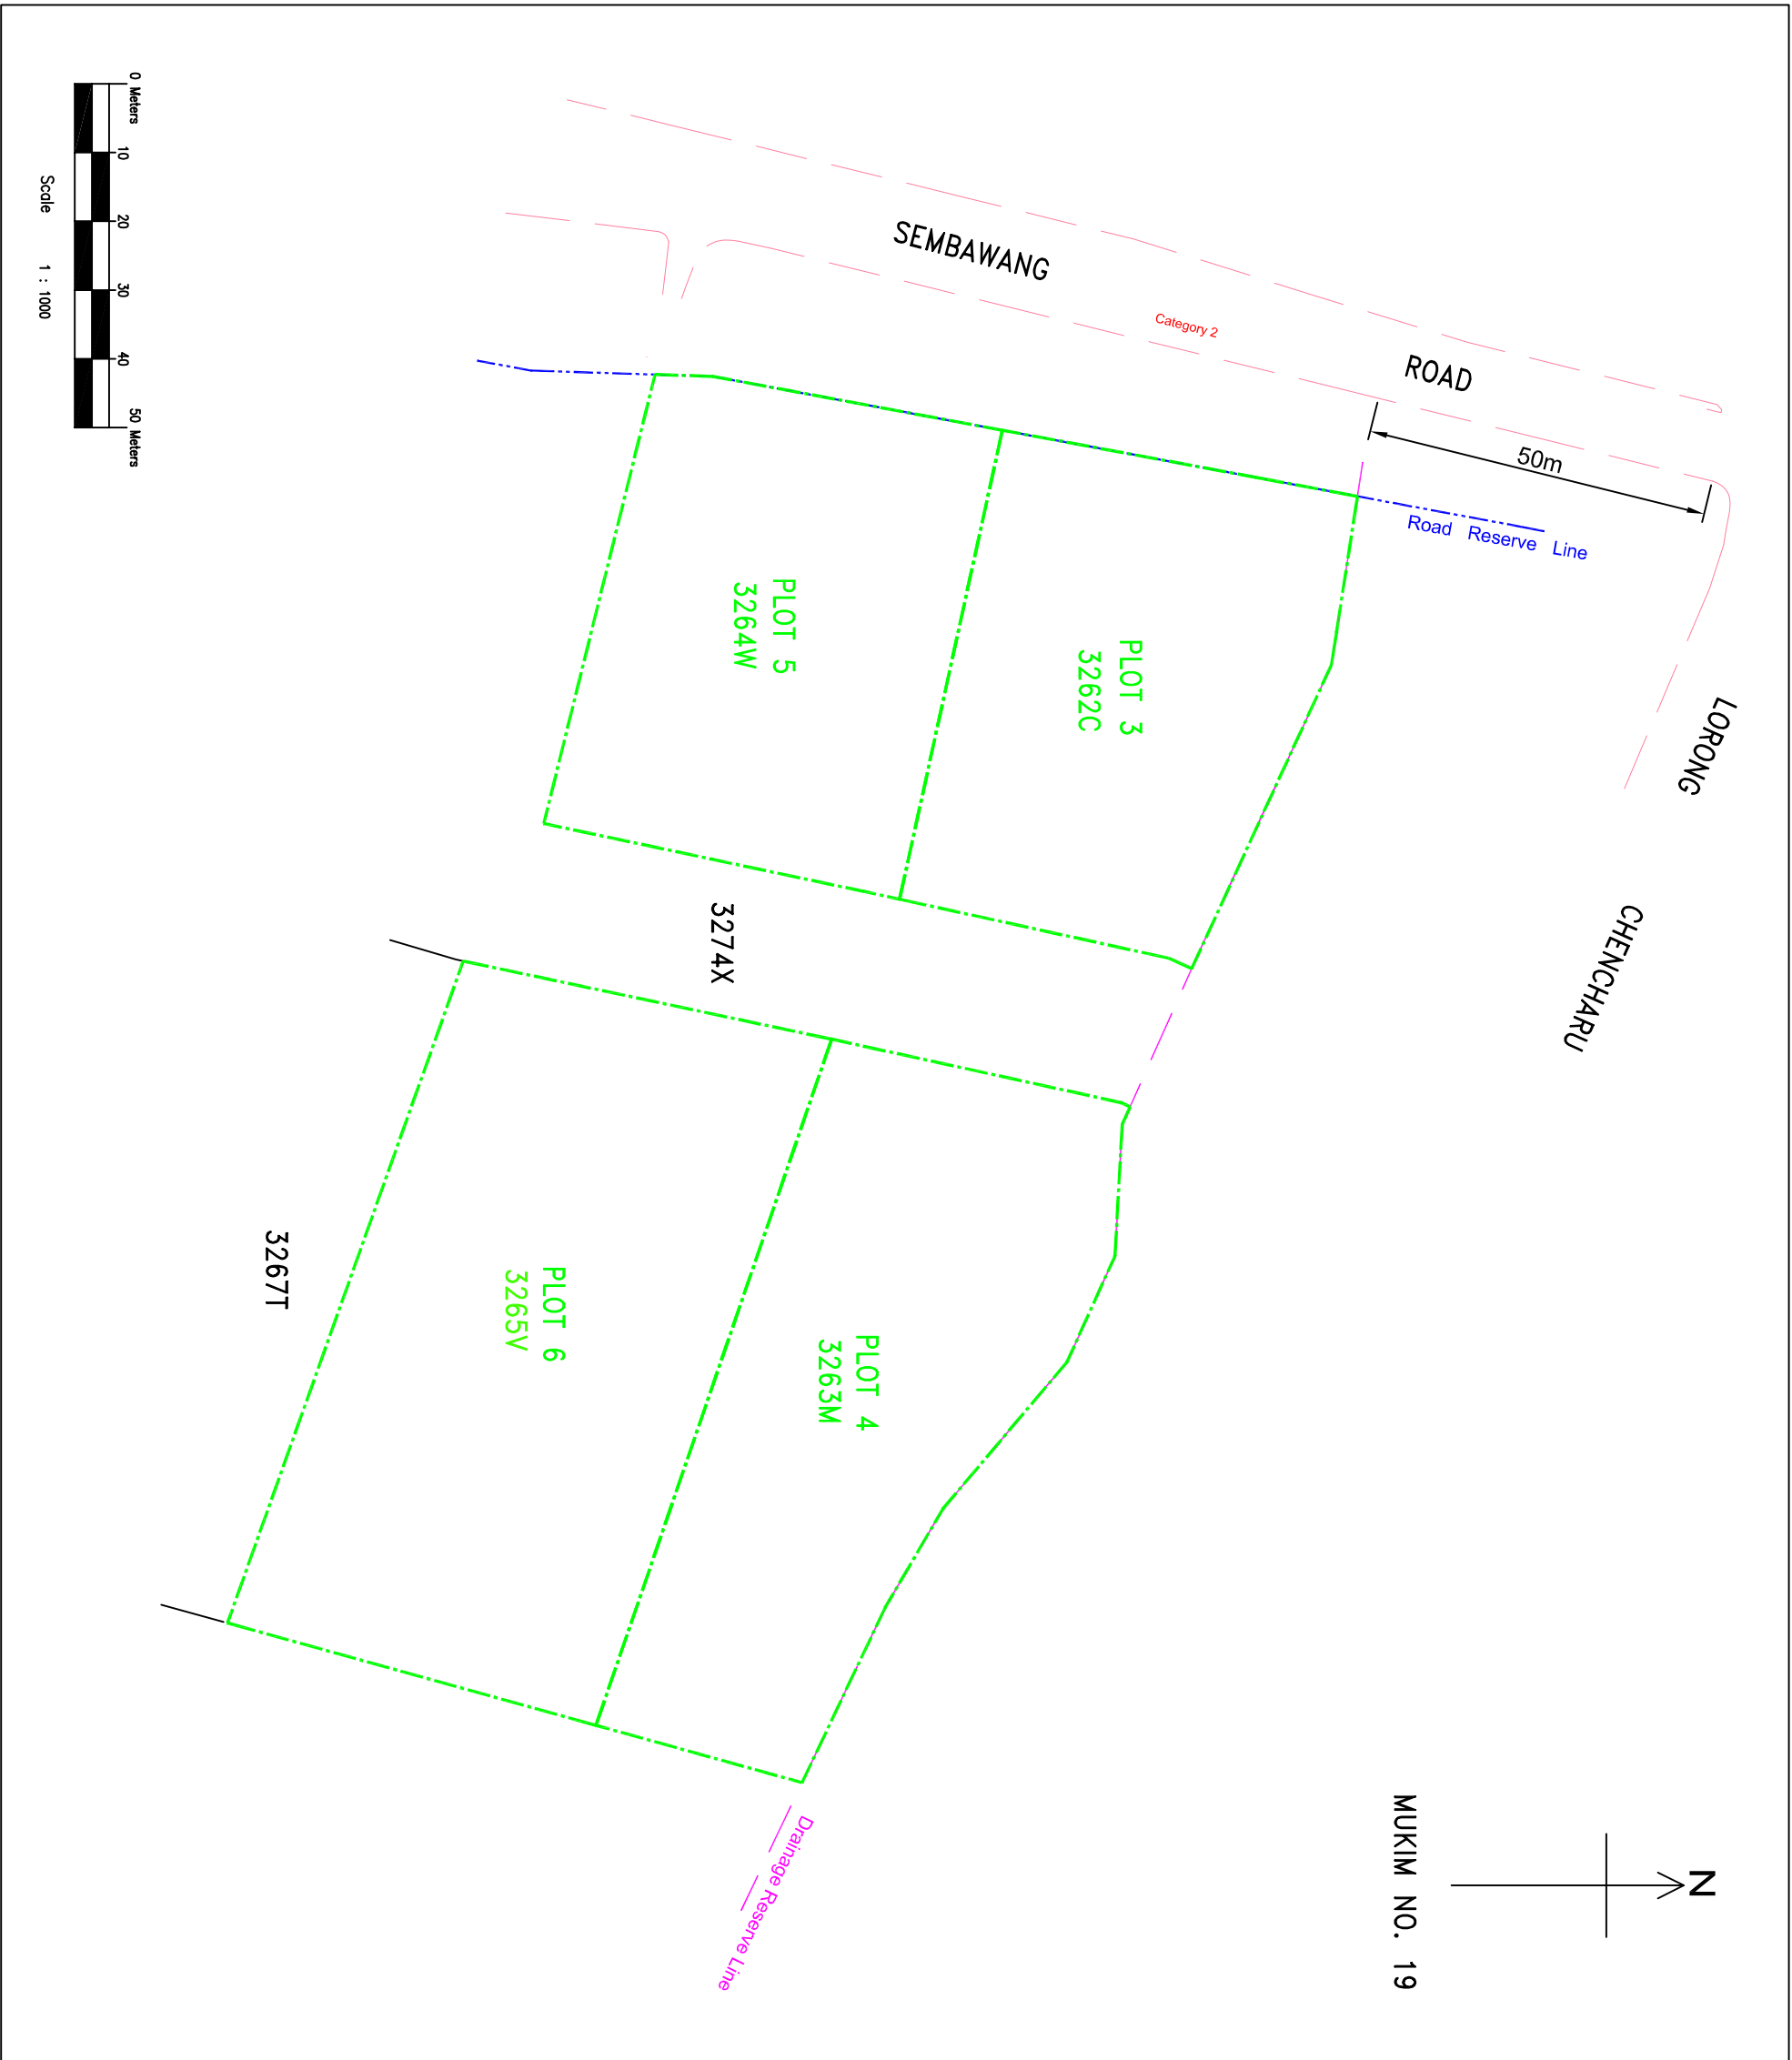 SEMBAWANG ROAD
Category 2
50m
Road Reserve Line
LORONG CHENCHARU
PLOT 3
3262C
PLOT 5
3264W
3274X
PLOT 4
3263M
PLOT 6
3265V
3267T
Drainage Reserve Line
N
MUKIM NO. 19
0 Meters 10 20 30 40 50 Meters
Scale 1 : 1000